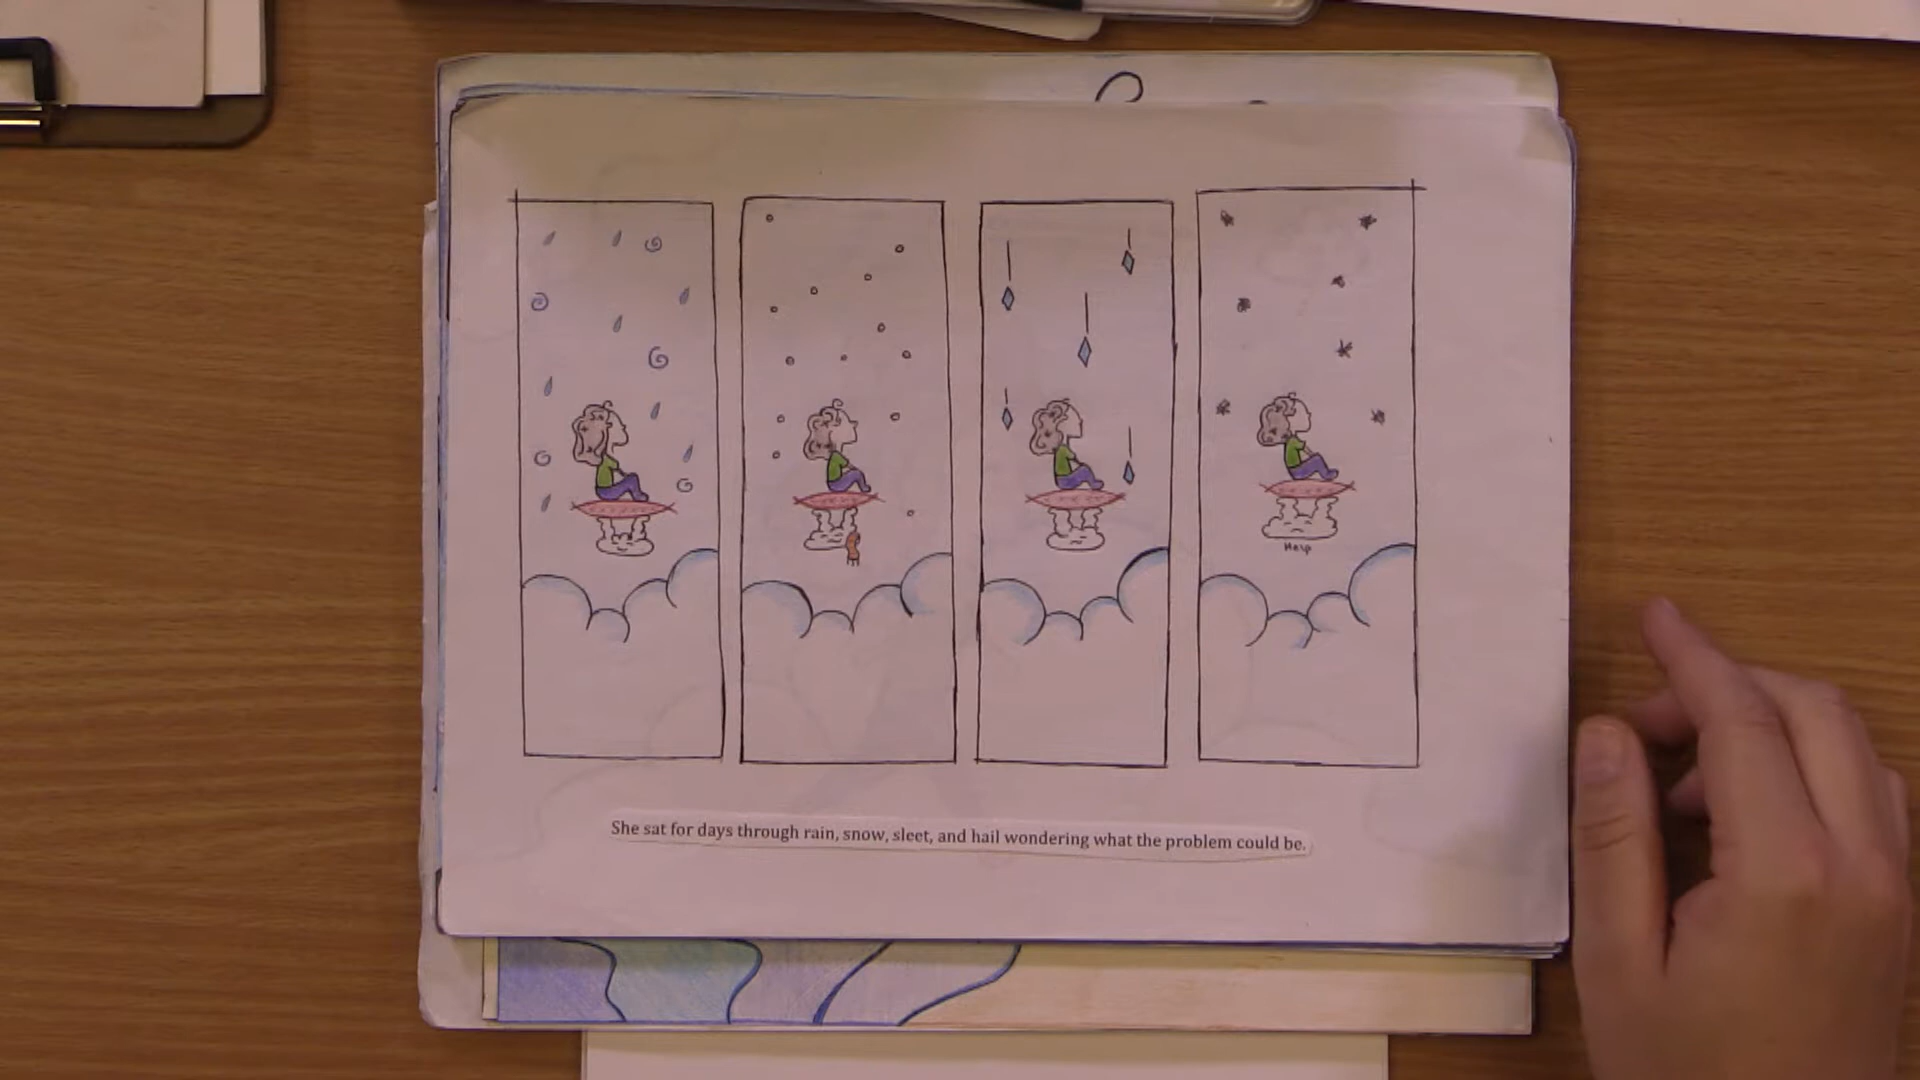 Help
She sat for days through rain, snow, sleet, and hail wondering what the problem could be.